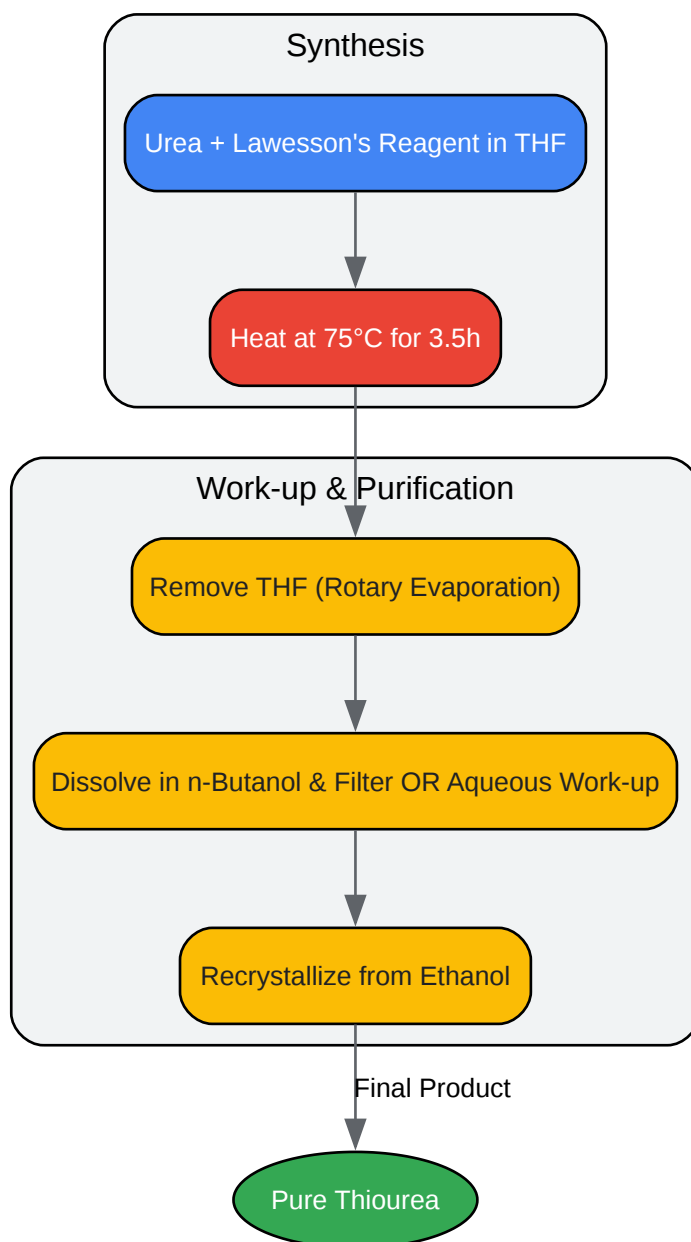 Synthesis
Urea + Lawesson's Reagent in THF
Heat at 75°C for 3.5h
Work-up & Purification
Remove THF (Rotary Evaporation)
Dissolve in n-Butanol & Filter OR Aqueous Work-up
Recrystallize from Ethanol
Final Product
Pure Thiourea